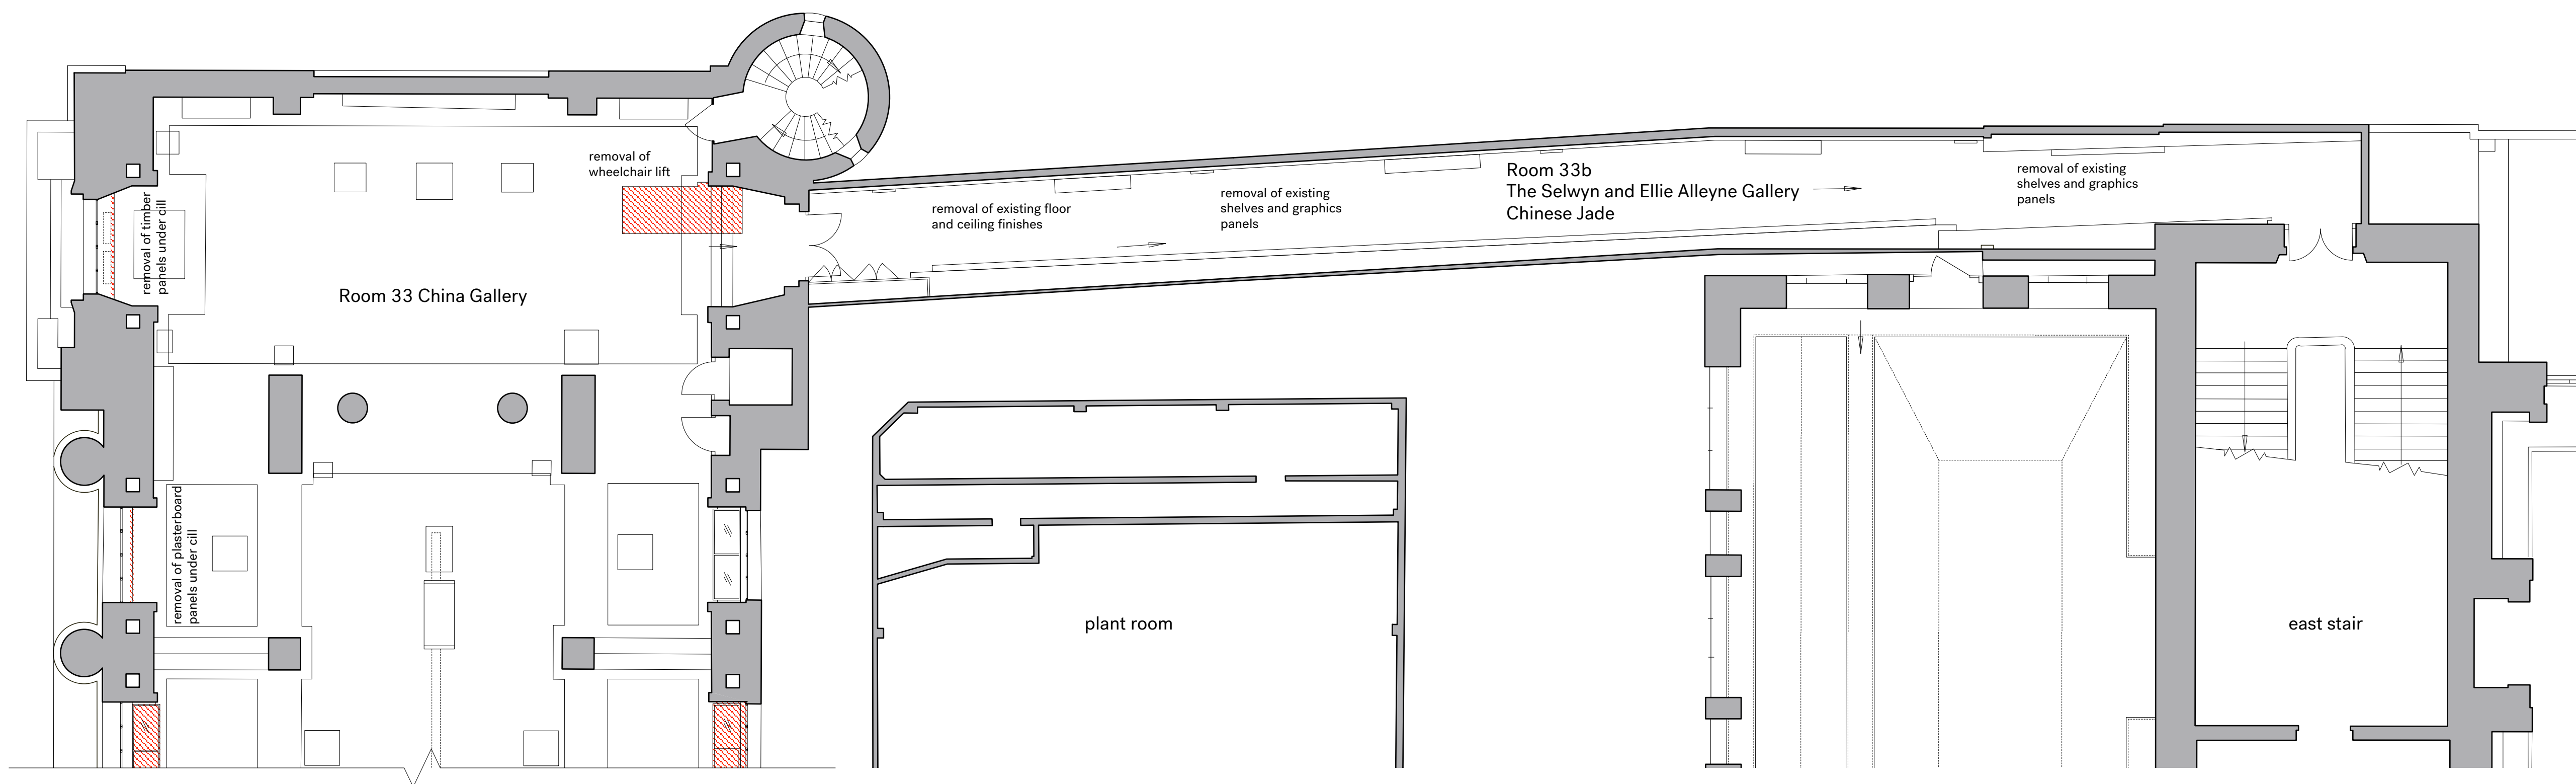 removal of
wheelchair lift
removal of timber
panels under cill
Room 33 China Gallery
removal of plasterboard
panels under cill
removal of existing floor
and ceiling finishes
removal of existing
shelves and graphics
panels
Room 33b
The Selwyn and Ellie Alleyne Gallery
Chinese Jade
removal of existing
shelves and graphics
panels
plant room
east stair